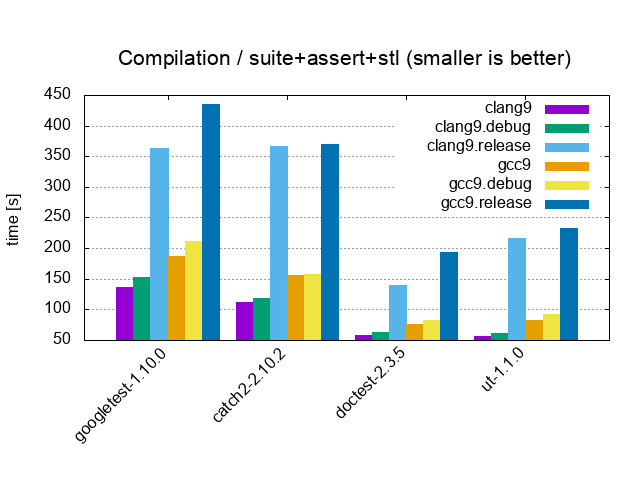 Compilation / suite+assert+stl (smaller is better)
450
400
350
300
250
200
150
100
50
time [s]
clang9
clang9.debug
clang9.release
gcc9
gcc9.debug
gcc9.release
googletest-1.10.0
catch2-2.10.2
doctest-2.3.5
ut-1.1.0